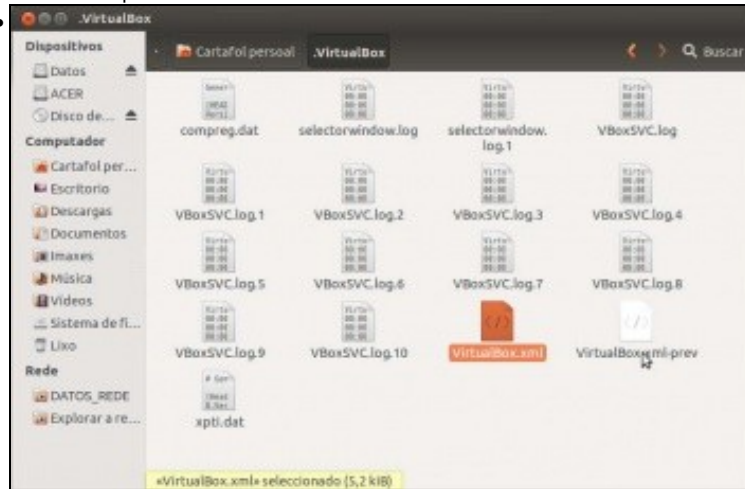 .VirtualBox
Dispositivos
Datos
ACER
Disco de...
Computador
Cartafol per...
Escritorio
Descargas
Documentos
Imaxes
Música
Vídeos
Sistema de fi...
Lixo
Rede
DATOS_REDE
Explorar a re...
Cartafol persoal
.VirtualBox
Buscar
compreg.dat
selectorwindow.log
selectorwindow.
log.1
VBoxSVC.log
VBoxSVC.log.1
VBoxSVC.log.2
VBoxSVC.log.3
VBoxSVC.log.4
VBoxSVC.log.5
VBoxSVC.log.6
VBoxSVC.log.7
VBoxSVC.log.8
VBoxSVC.log.9
VBoxSVC.log.10
VirtualBox.xml
VirtualBox.xml-prev
xpti.dat
«VirtualBox.xml» seleccionado (5,2 kiB)